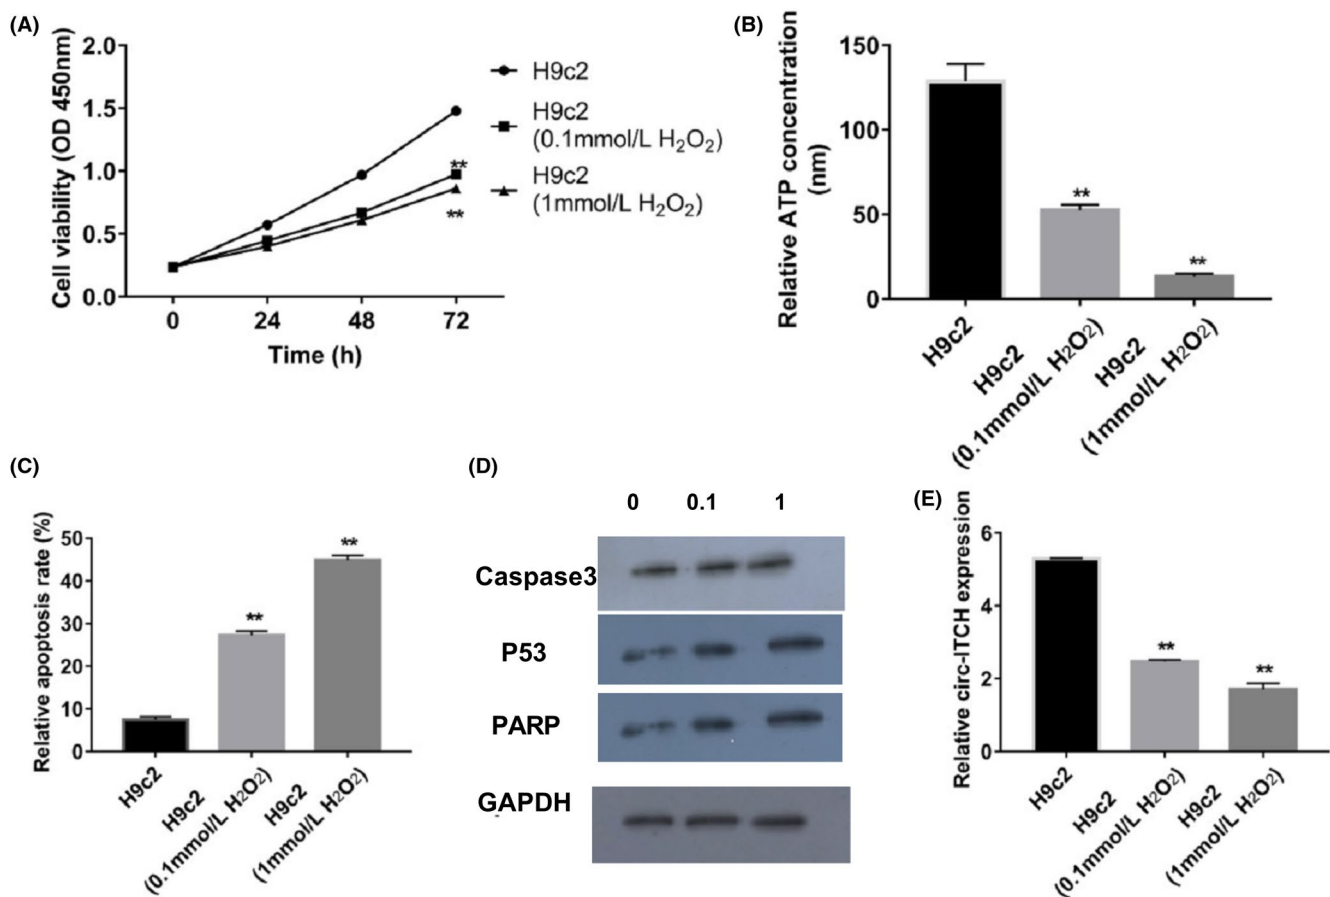 (A)
Cell viability (OD 450nm)
2.0
1.5
1.0
0.5
0.0
0
24
48
72
Time (h)
**
**
H9c2
H9c2
(0.1mmol/L H₂O₂)
H9c2
(1mmol/L H₂O₂)
(B)
Relative ATP concentration
(nm)
150
100
50
0
**
**
H9c2
H9c2
(0.1mmol/L H2O2)
H9c2
(1mmol/L H2O2)
(C)
Relative apoptosis rate (%)
50
40
30
20
10
0
**
**
H9c2
H9c2
(0.1mmol/L H2O2)
H9c2
(1mmol/L H2O2)
(D)
0 0.1 1
Caspase3
P53
PARP
GAPDH
(E)
Relative circ-ITCH expression
6
4
2
0
**
**
H9c2
H9c2
(0.1mmol/L H2O2)
H9c2
(1mmol/L H2O2)